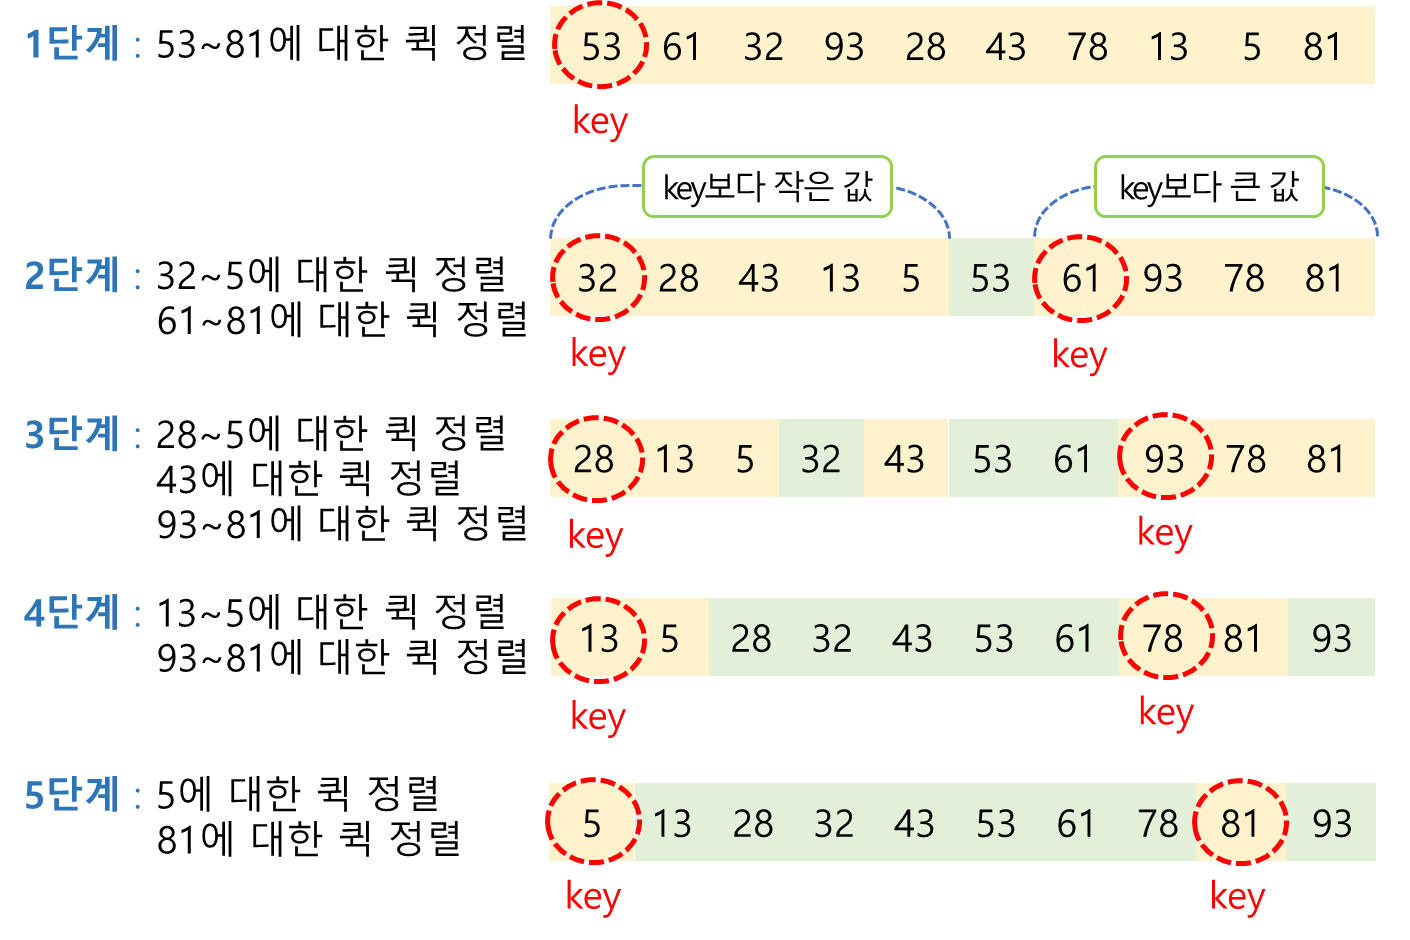 1단계 : 53~81에 대한 퀵 정렬
53 61 32 93 28 43 78 13 5 81
key
key보다 작은 값 key보다 큰 값
2단계 : 32~5에 대한 퀵 정렬
61~81에 대한 퀵 정렬
32 28 43 13 5 53 61 93 78 81
key key
3단계 : 28~5에 대한 퀵 정렬
43에 대한 퀵 정렬
93~81에 대한 퀵 정렬
28 13 5 32 43 53 61 93 78 81
key key
4단계 : 13~5에 대한 퀵 정렬
93~81에 대한 퀵 정렬
13 5 28 32 43 53 61 78 81 93
key key
5단계 : 5에 대한 퀵 정렬
81에 대한 퀵 정렬
5 13 28 32 43 53 61 78 81 93
key key